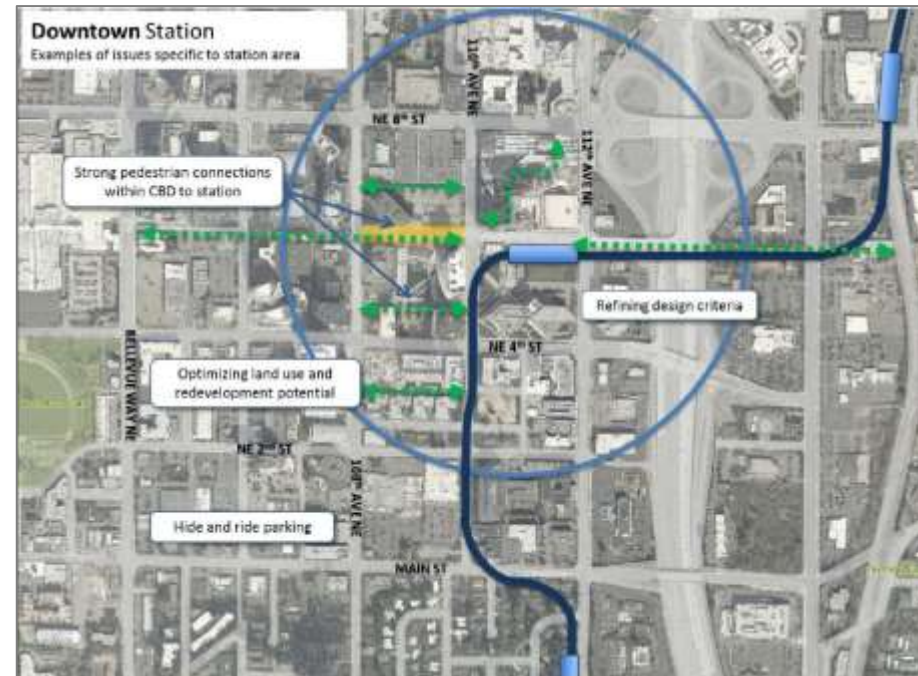 Downtown Station
Examples of issues specific to station area
110th AVE NE
NE 8th ST
112th AVE NE
Strong pedestrian connections
within CBD to station
Refining design criteria
BELLEVUE WAY NE
NE 4th ST
Optimizing land use and
redevelopment potential
NE 2nd ST
108th AVE NE
Hide and ride parking
MAIN ST